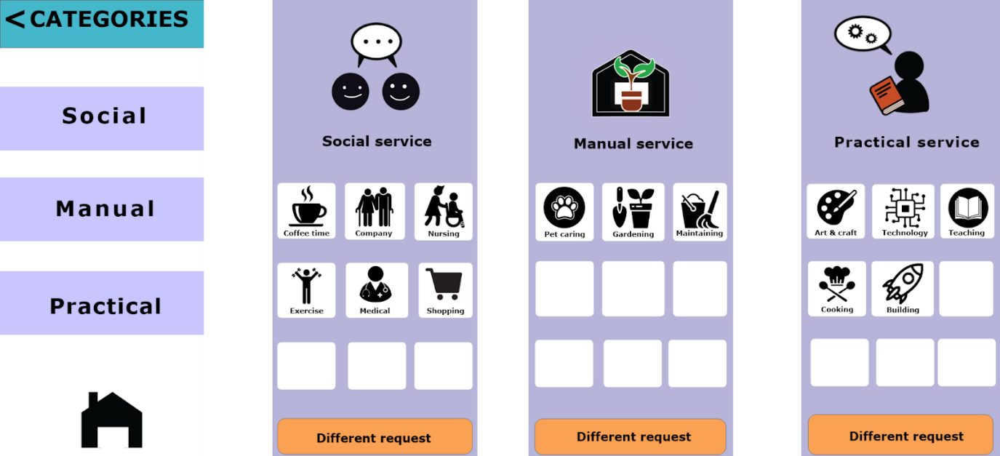 < CATEGORIES
Social
Manual
Practical
Social service
Coffee time
Company
Nursing
Exercise
Medical
Shopping
Different request
Manual service
Pet caring
Gardening
Maintaining
Different request
Practical service
Art & craft
Technology
Teaching
Cooking
Building
Different request